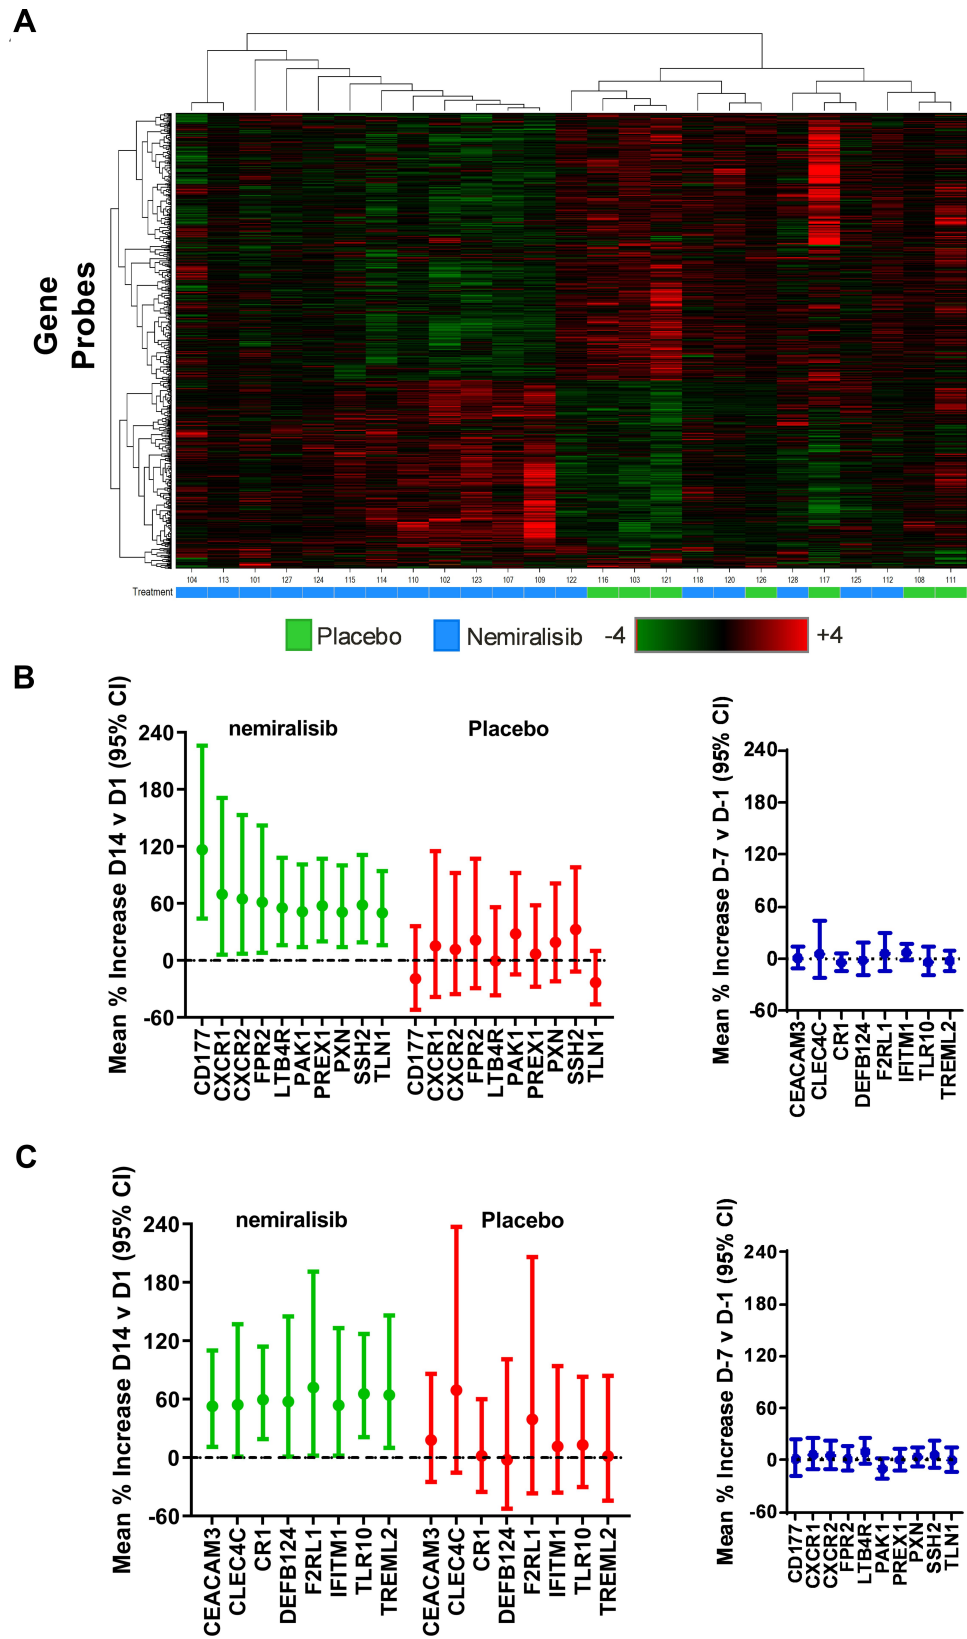 A
Gene
Probes
104 113 101 127 124 115 114 110 102 123 107 109 122 116 103 121 118 120 126 128 117 125 112 108 111
Treatment
Placebo Nemiralisib -4 +4
B
Mean % Increase D14 v D1 (95% CI)
nemiralisib Placebo
240
180
120
60
0
-60
CD177 CXCR1 CXCR2 FPR2 LTB4R PAK1 PREX1 PXN SSH2 TLN1 CD177 CXCR1 CXCR2 FPR2 LTB4R PAK1 PREX1 PXN SSH2 TLN1
Mean % Increase D-7 v D-1 (95% CI)
240
180
120
60
0
-60
CEACAM3 CLEC4C CR1 DEFB124 F2RL1 IFITM1 TLR10 TREML2
C
Mean % Increase D14 v D1 (95% CI)
nemiralisib Placebo
240
180
120
60
0
-60
CEACAM3 CLEC4C CR1 DEFB124 F2RL1 IFITM1 TLR10 TREML2 CEACAM3 CLEC4C CR1 DEFB124 F2RL1 IFITM1 TLR10 TREML2
Mean % Increase D-7 v D-1 (95% CI)
240
180
120
60
0
-60
CD177 CXCR1 CXCR2 FPR2 LTB4R PAK1 PREX1 PXN SSH2 TLN1